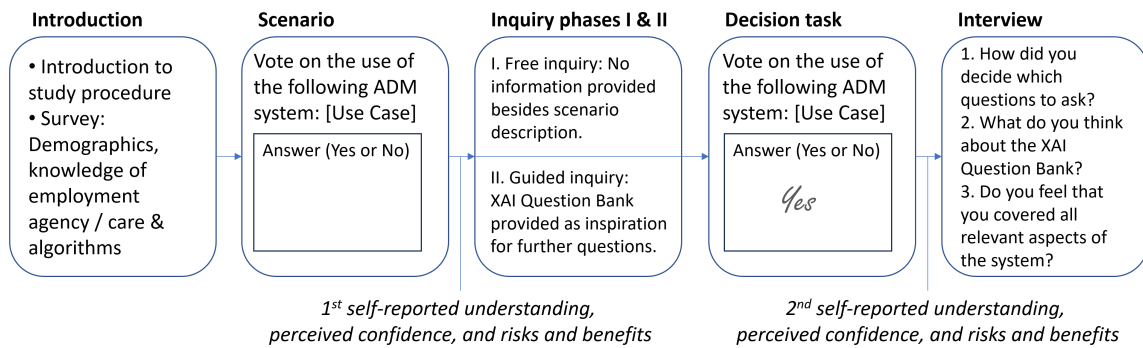 Introduction
• Introduction to
study procedure
• Survey:
Demographics,
knowledge of
employment
agency / care &
algorithms
Scenario
Vote on the use of
the following ADM
system: [Use Case]
Answer (Yes or No)
Inquiry phases I & II
I. Free inquiry: No
information provided
besides scenario
description.
II. Guided inquiry:
XAI Question Bank
provided as inspiration
for further questions.
Decision task
Vote on the use of
the following ADM
system: [Use Case]
Answer (Yes or No)
Yes
Interview
1. How did you
decide which
questions to ask?
2. What do you think
about the XAI
Question Bank?
3. Do you feel that
you covered all
relevant aspects of
the system?
1st self-reported understanding,
perceived confidence, and risks and benefits
2nd self-reported understanding,
perceived confidence, and risks and benefits